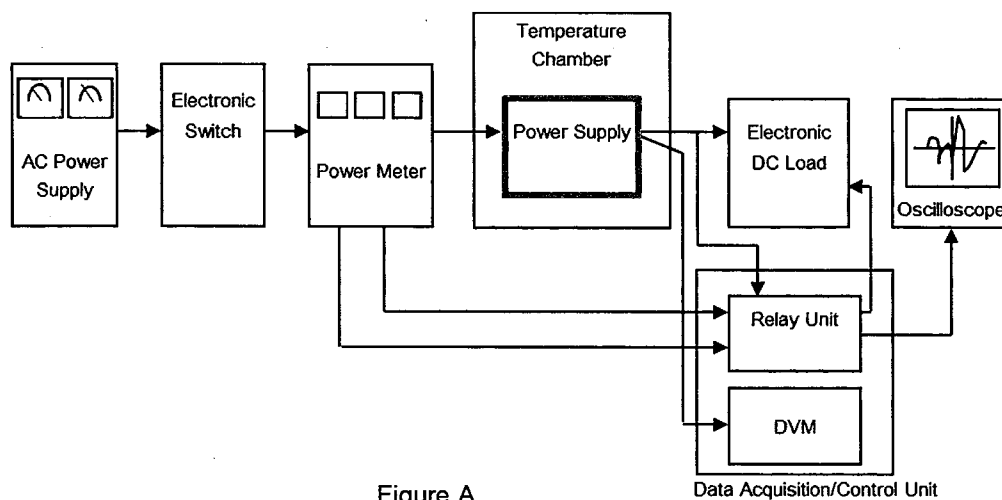 Temperature
Chamber
AC Power
Supply
Electronic
Switch
Power Meter
Power Supply
Electronic
DC Load
Oscilloscope
Relay Unit
DVM
Data Acquisition/Control Unit
Figure A